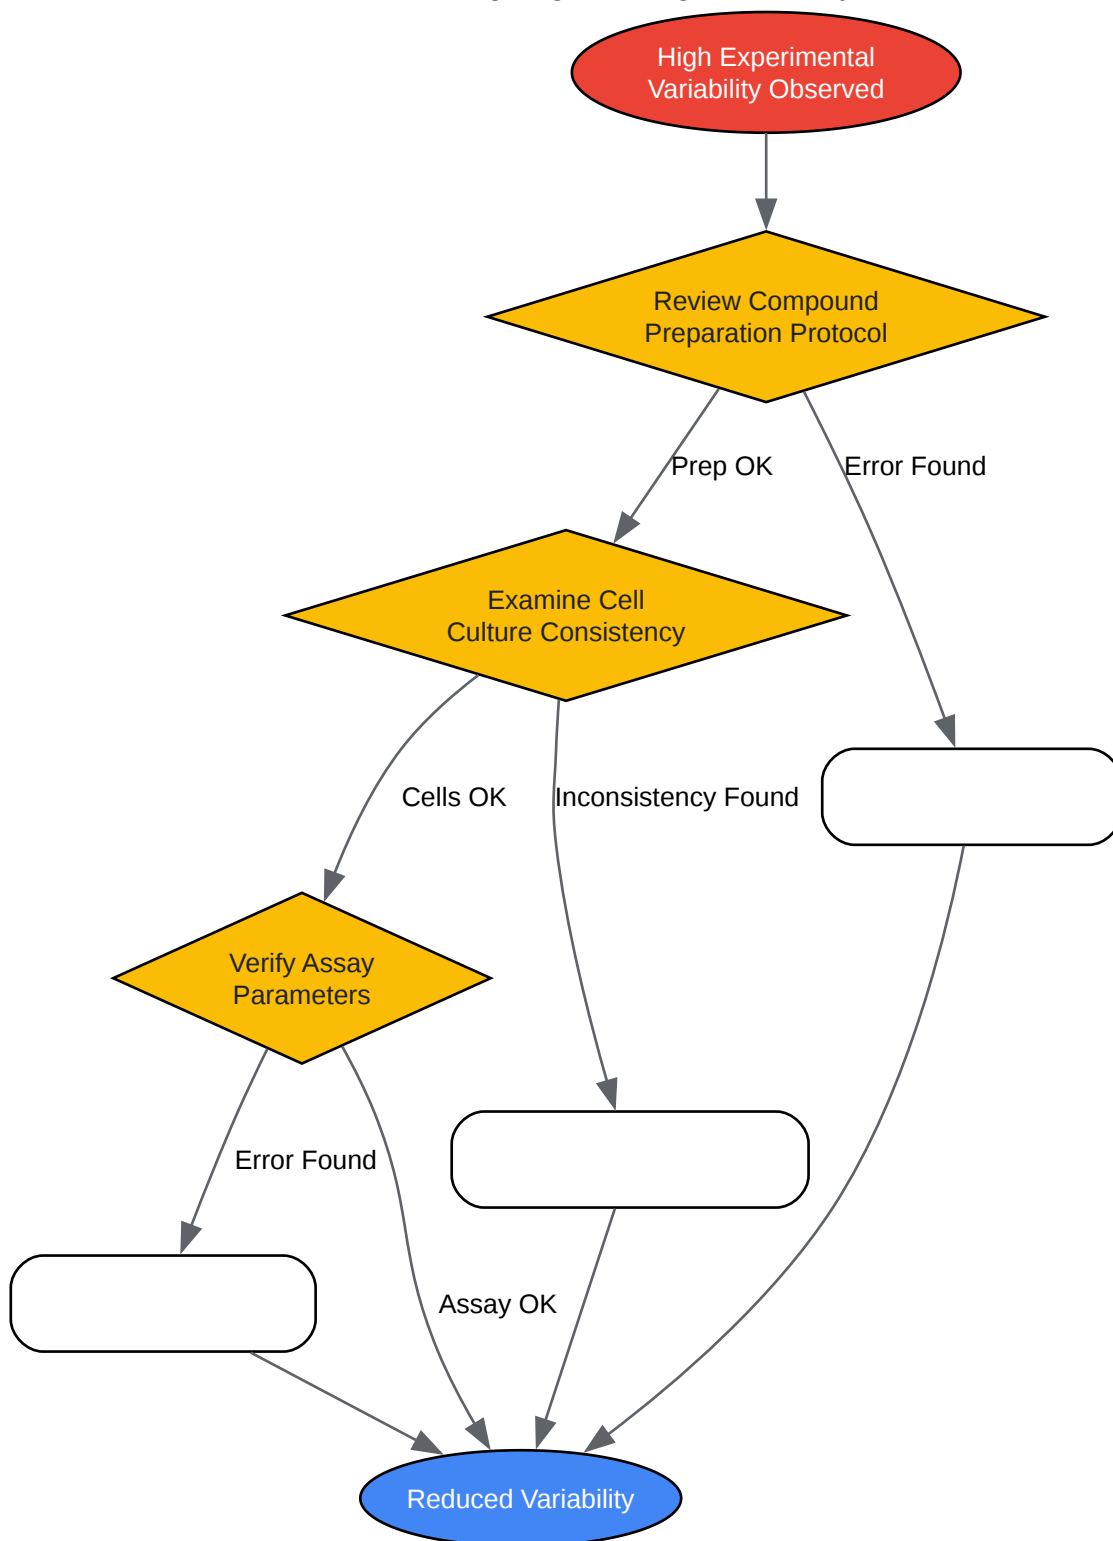 High Experimental
Variability Observed
Review Compound
Preparation Protocol
Prep OK
Error Found
Examine Cell
Culture Consistency
Cells OK
Inconsistency Found
Verify Assay
Parameters
Error Found
Assay OK
Reduced Variability